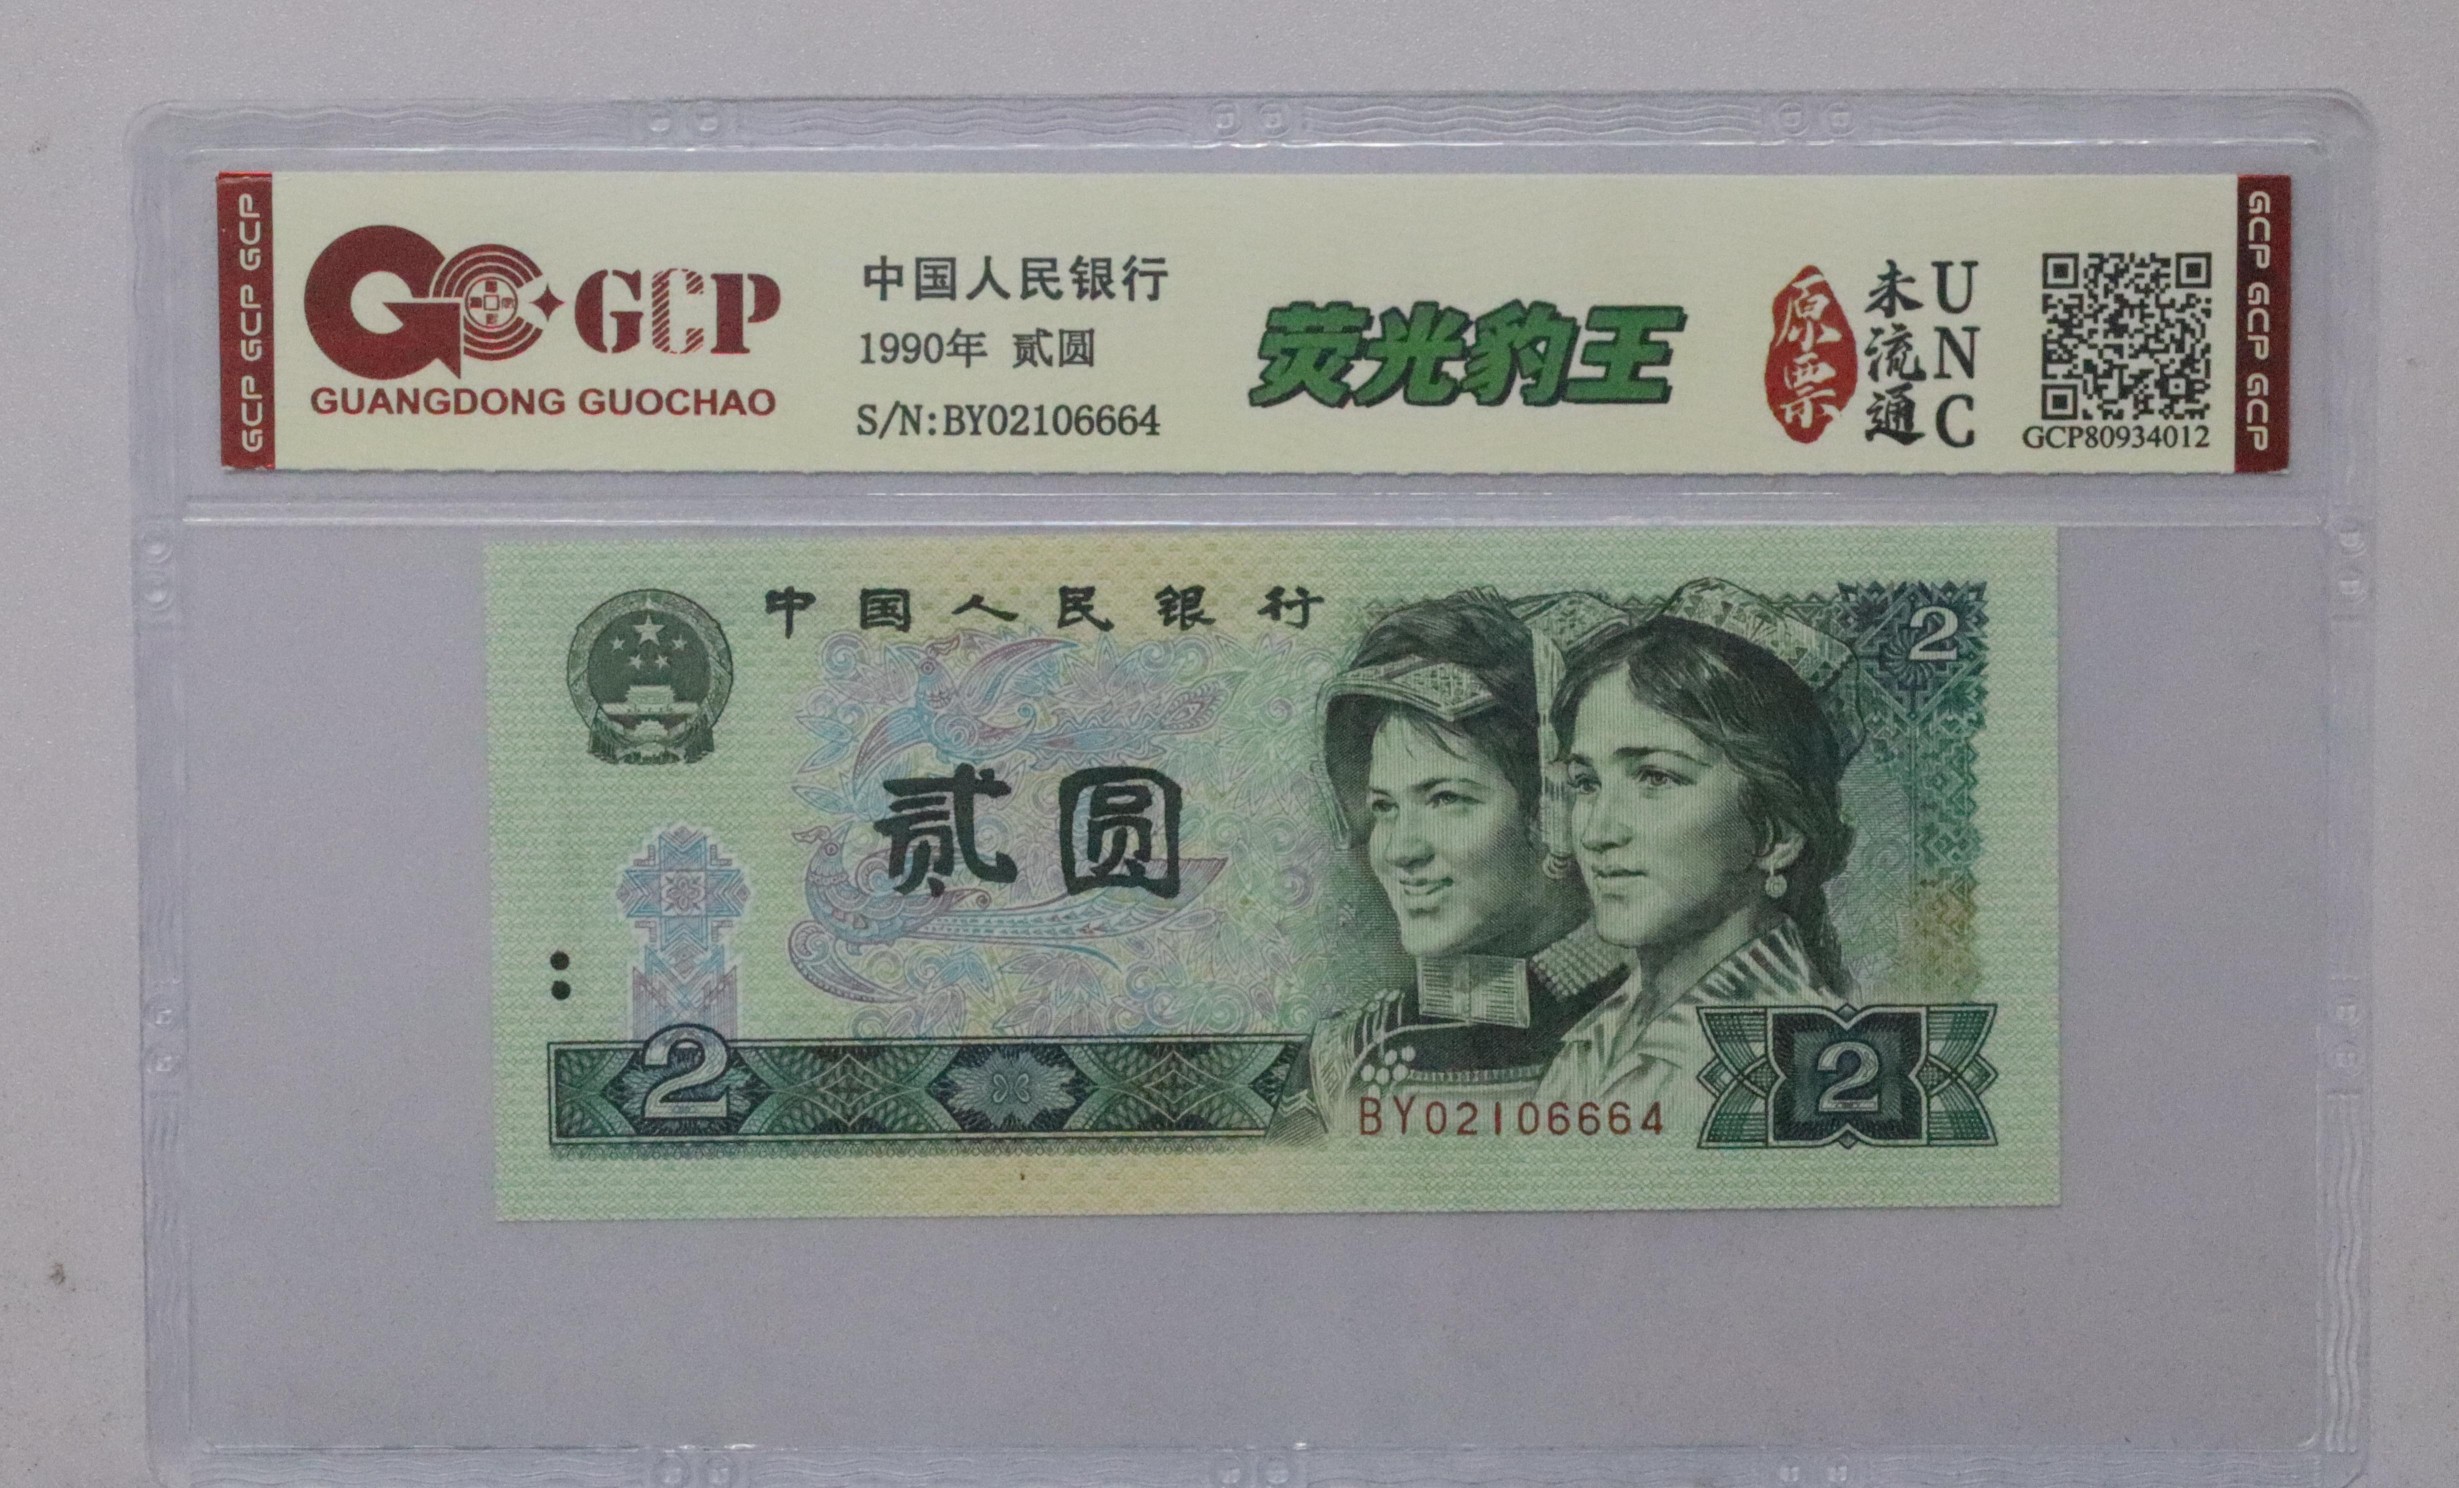 GCP GCP GCP
GCP
GUANGDONG GUOCHAO
中国人民银行
1990年 贰圆
S/N:BY02106664
荧光豹王
原票
未流通
UNC
GCP80934012
GCP GCP GCP
中国人民银行
2
贰圆
2
BY02106664
2